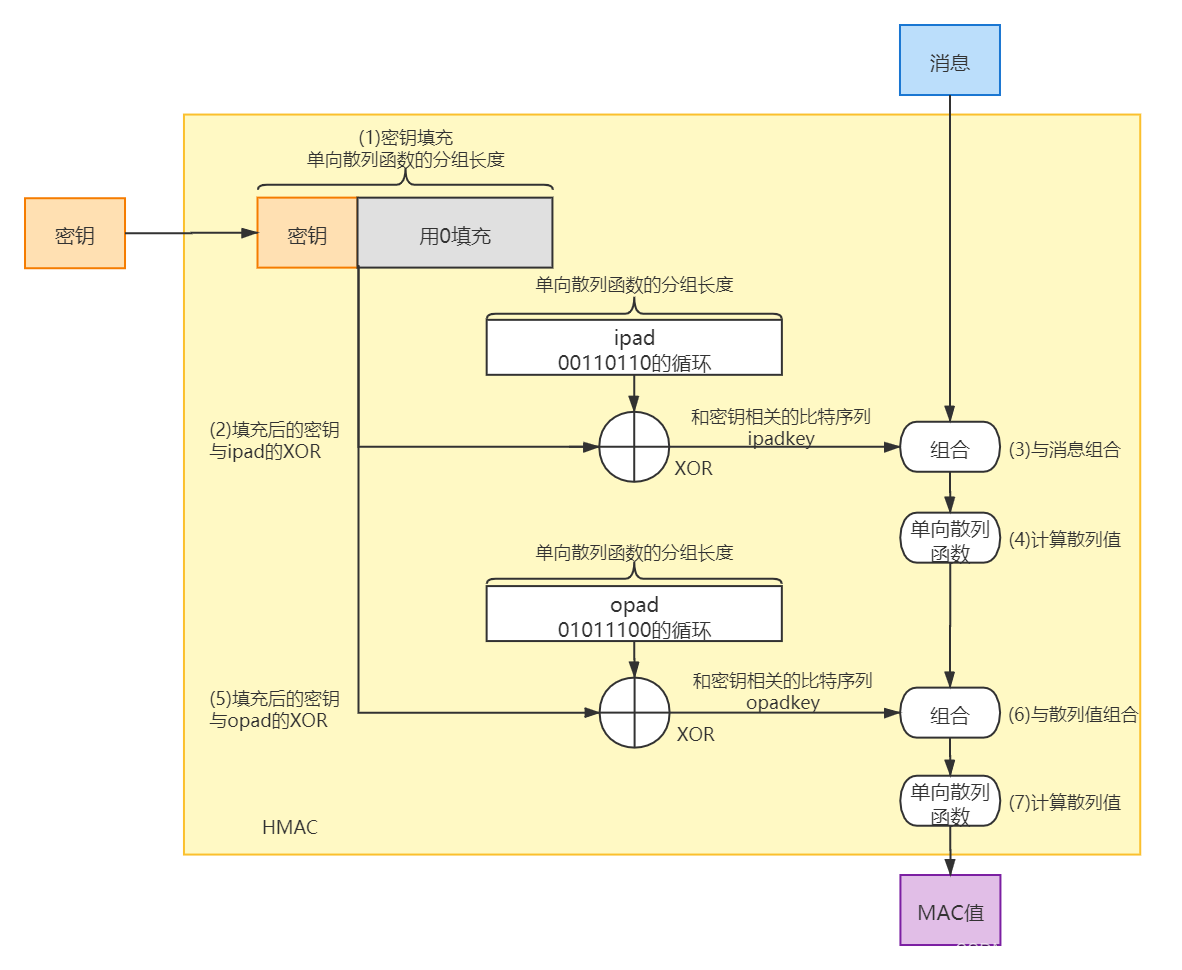 消息
(1)密钥填充
单向散列函数的分组长度
密钥
密钥
用0填充
单向散列函数的分组长度
ipad
00110110的循环
(2)填充后的密钥
与ipad的XOR
和密钥相关的比特序列
ipadkey
XOR
组合
(3)与消息组合
单向散列
函数
(4)计算散列值
单向散列函数的分组长度
opad
01011100的循环
(5)填充后的密钥
与opad的XOR
和密钥相关的比特序列
opadkey
XOR
组合
(6)与散列值组合
单向散列
函数
(7)计算散列值
HMAC
MAC值